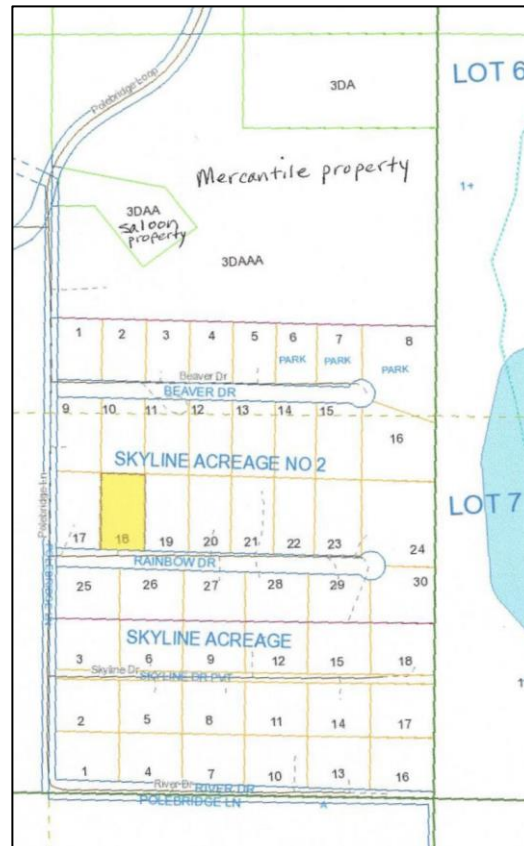 Polebridge Loop
3DA
LOT 6
Mercantile property
1+
3DAA
saloon
property
3DAAA
1 2 3 4 5 6 7 8
PARK PARK
PARK
Beaver Dr
BEAVER DR
9 10 11 12 13 14 15
16
SKYLINE ACREAGE NO 2
Polebridge Ln
POLEBRIDGE LN
LOT 7
17 18 19 20 21 22 23 24
RAINBOW DR
25 26 27 28 29 30
SKYLINE ACREAGE
3 6 9 12 15 18
Skyline Dr
SKYLINE DR PVT
2 5 8 11 14 17
1 4 7 10 13 16
River Dr RIVER DR
POLEBRIDGE LN
A